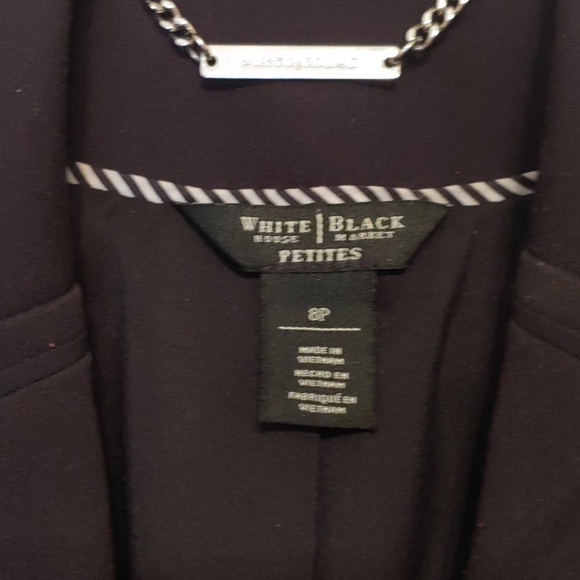 WHITE | BLACK
HOUSE | MARKET
PETITES
8P
MADE IN
VIETNAM
HECHO EN
VIETNAM
FABRIQUÉ EN
VIETNAM